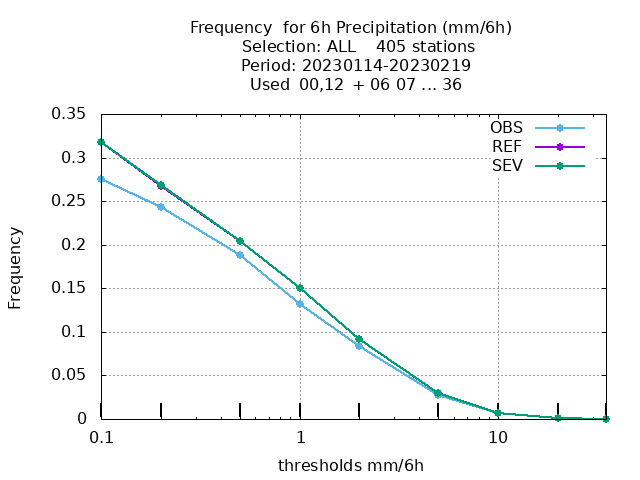 Frequency  for 6h Precipitation (mm/6h)
Selection: ALL    405 stations
Period: 20230114-20230219
Used  00,12  + 06 07 ... 36
OBS
REF
SEV
0.35
0.3
0.25
0.2
0.15
0.1
0.05
0
Frequency
0.1
1
10
thresholds mm/6h